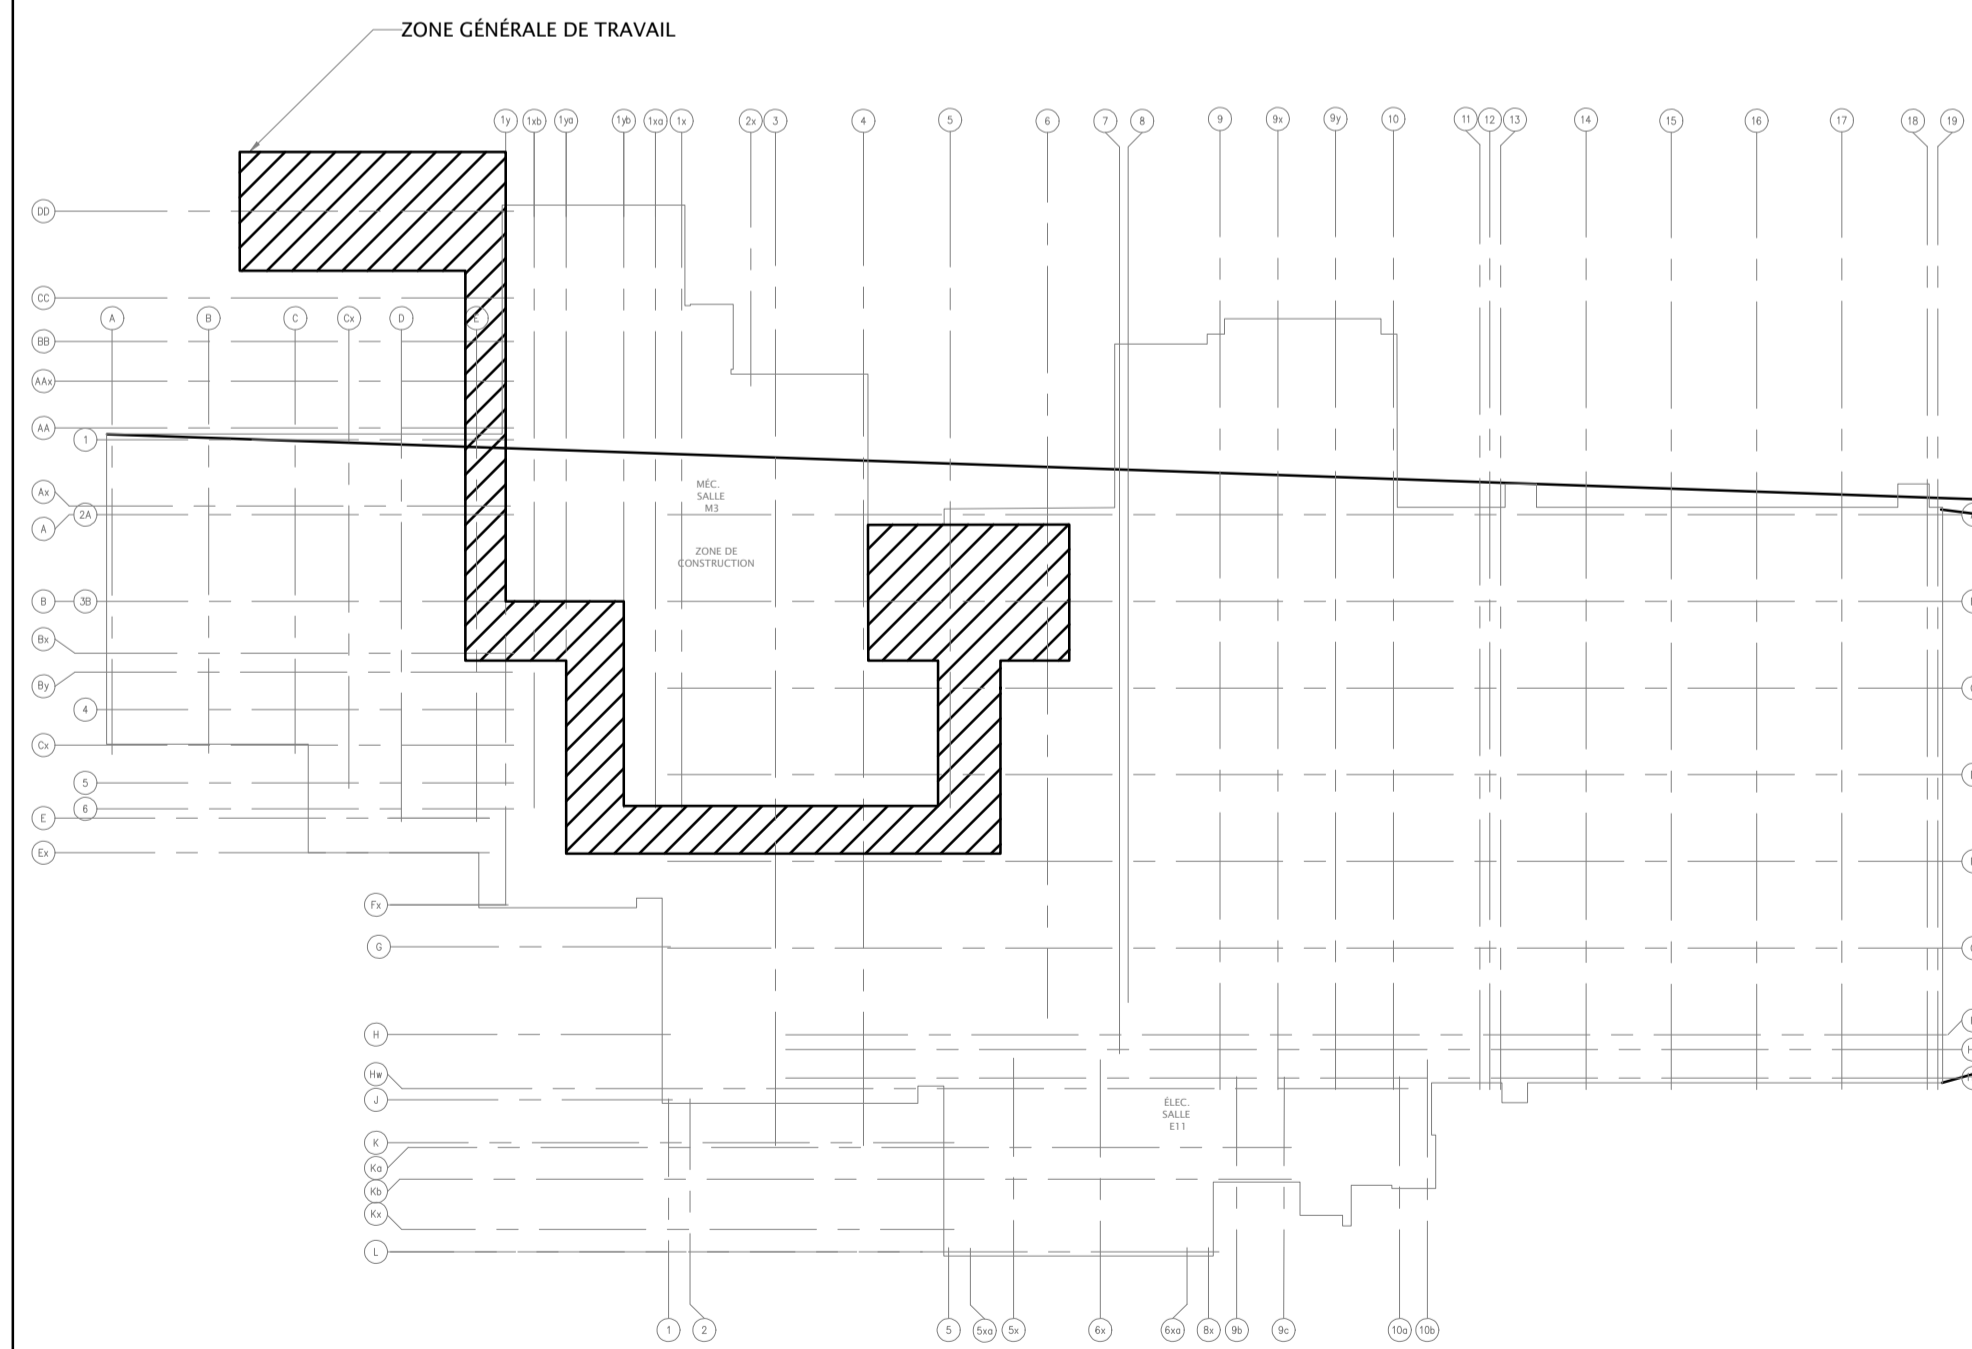 ZONE GÉNÉRALE DE TRAVAIL
1y 1xb 1ya 1yb 1xa 1x 2x 3 4 5 6 7 8 9 9x 9y 10 11 12 13 14 15 16 17 18 19
DD
CC
A B C Cx D E
BB
AAx
AA
1
Ax
2A
A
MÉC.
SALLE
M3
ZONE DE
CONSTRUCTION
B 3B
Bx
By
4
Cx
5
6
E
Ex
Fx
G
H
Hw
J
ÉLEC.
SALLE
E11
K
Ka
Kb
Kx
L
1 2 5 5xa 5x 6x 6xa 8x 9b 9c 10a 10b